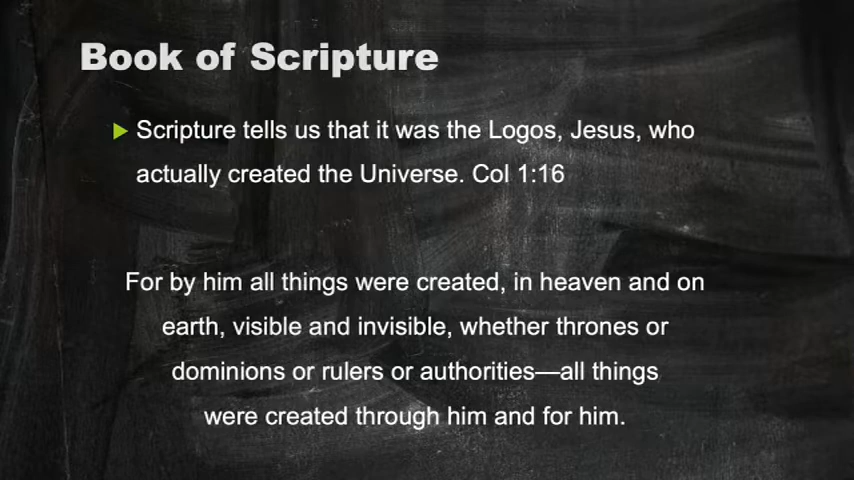 Book of Scripture
Scripture tells us that it was the Logos, Jesus, who
actually created the Universe. Col 1:16
For by him all things were created, in heaven and on
earth, visible and invisible, whether thrones or
dominions or rulers or authorities—all things
were created through him and for him.